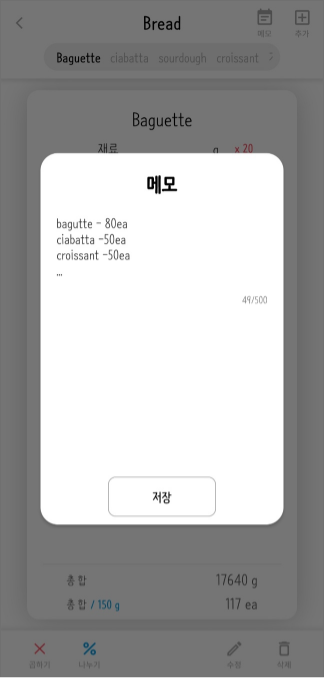 Bread
메모
추가
Baguette ciabatta sourdough croissant
Baguette
재료 g x 20
메모
bagutte - 80ea
ciabatta -50ea
croissant -50ea
...
49/500
저장
총합 17640 g
총합 / 150 g 117 ea
곱하기
나누기
수정
삭제